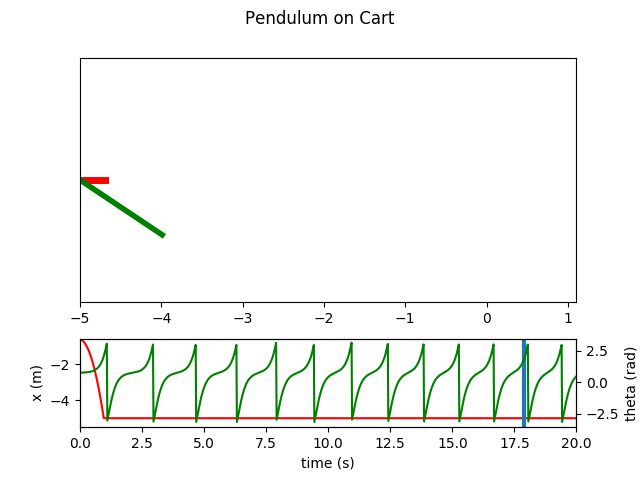 Pendulum on Cart
−5 −4 −3 −2 −1 0 1
x (m)
−2
−4
2.5
0.0
−2.5
theta (rad)
0.0 2.5 5.0 7.5 10.0 12.5 15.0 17.5 20.0
time (s)